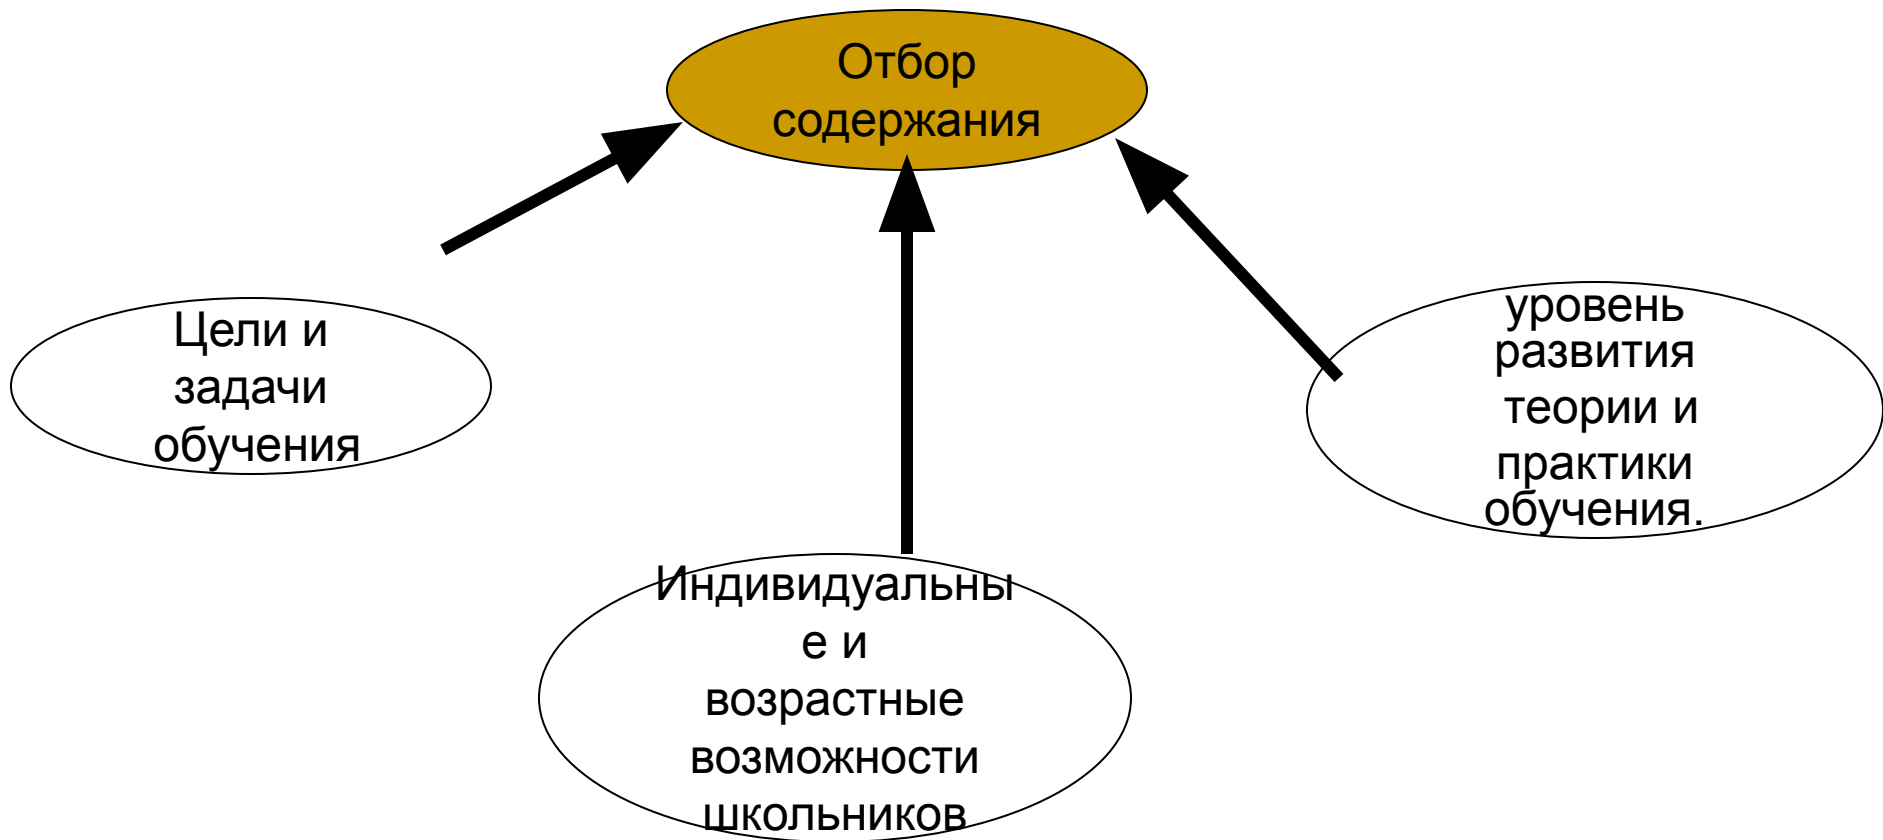 Отбор
содержания
Цели и
задачи
обучения
Индивидуальны
е и
возрастные
возможности
школьников
уровень
развития
теории и
практики
обучения.